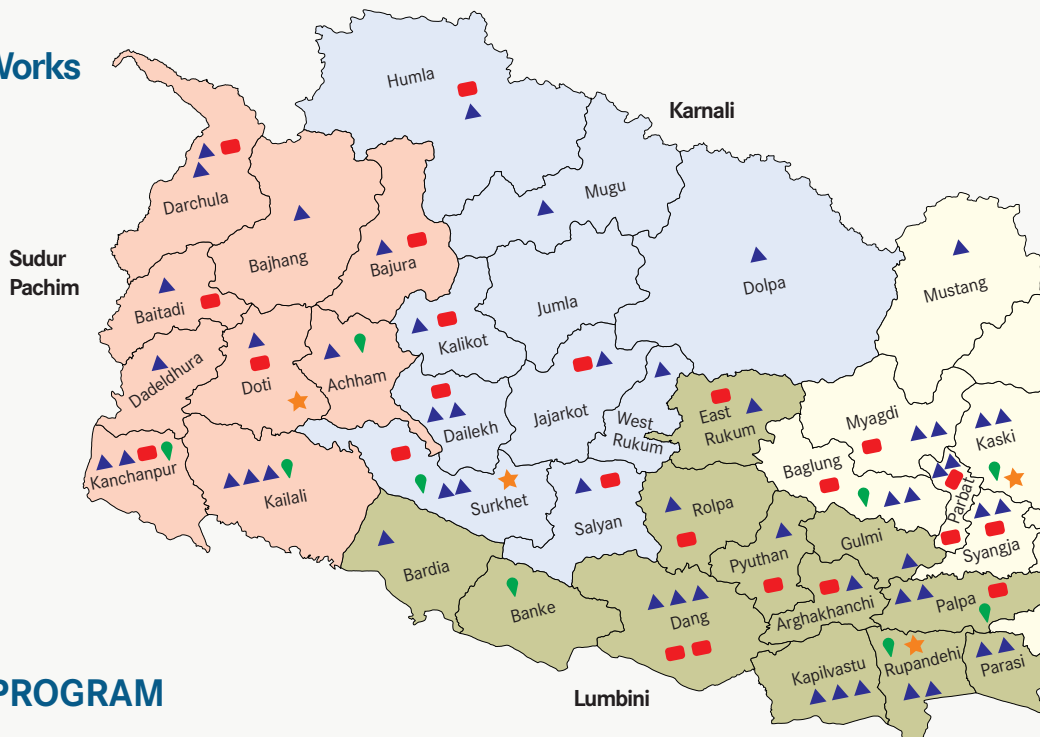 Works
Humla
Karnali
Darchula
Mugu
Sudur
Pachim
Bajhang
Bajura
Dolpa
Mustang
Baitadi
Jumla
Kalikot
Dadeldhura
Doti
Achham
Jajarkot
West
Rukum
East
Rukum
Myagdi
Kaski
Dailekh
Kanchanpur
Baglung
Parbat
Kailali
Surkhet
Salyan
Rolpa
Gulmi
Syangja
Bardia
Pyuthan
Banke
Dang
Arghakhanchi
Palpa
Kapilvastu
Rupandehi
Parasi
PROGRAM
Lumbini